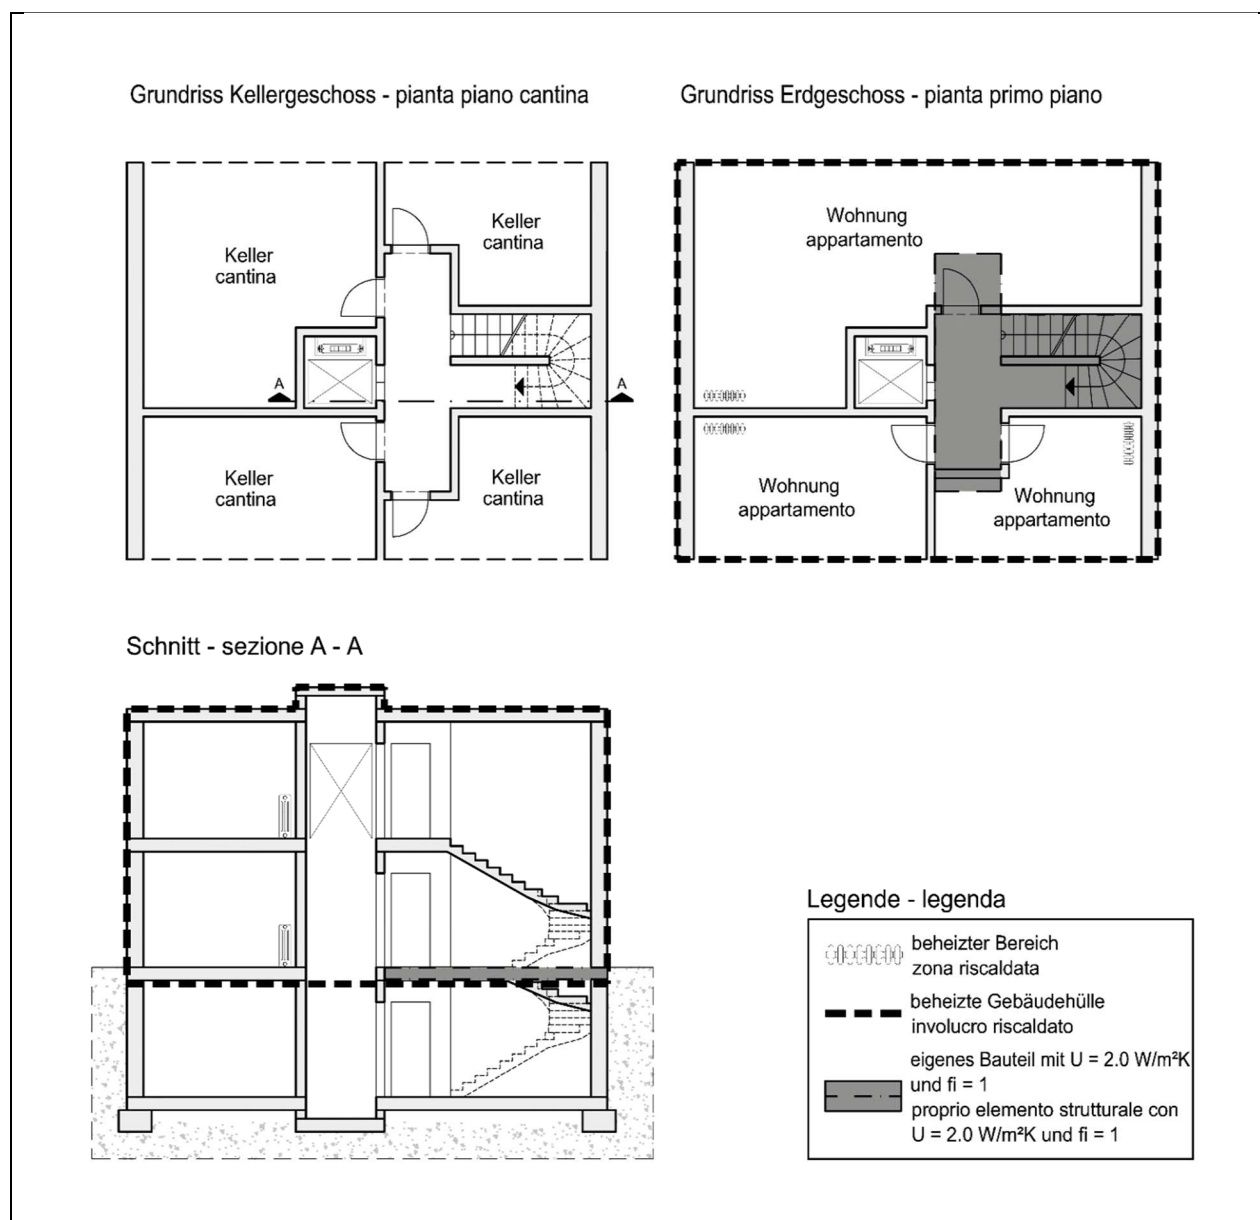 Grundriss Kellergeschoss - pianta piano cantina
Grundriss Erdgeschoss - pianta primo piano
Keller
cantina
Keller
cantina
A
A
Keller
cantina
Keller
cantina
Wohnung
appartamento
Wohnung
appartamento
Wohnung
appartamento
Schnitt - sezione A - A
Legende - legenda
beheizter Bereich
zona riscaldata
beheizte Gebäudehülle
involucro riscaldato
eigenes Bauteil mit U = 2.0 W/m²K
und fi = 1
proprio elemento strutturale con
U = 2.0 W/m²K und fi = 1